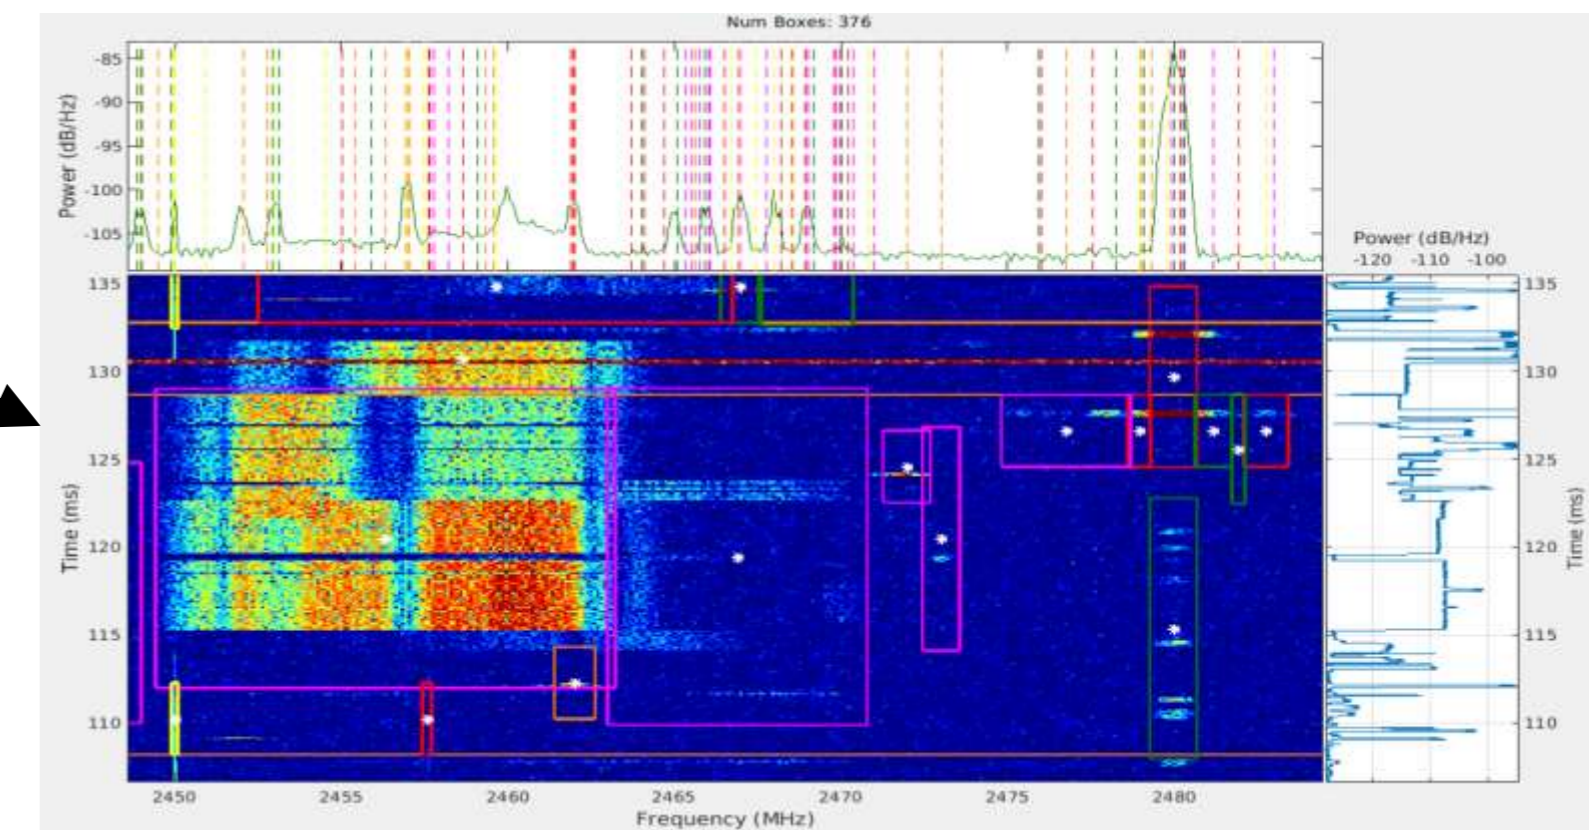 Num Boxes: 376
Power (dB/Hz)
-85
-90
-95
-100
-105
Power (dB/Hz)
-120 -110 -100
Time (ms)
135
130
125
120
115
110
135
130
125
120
115
110
Time (ms)
2450 2455 2460 2465 2470 2475 2480
Frequency (MHz)